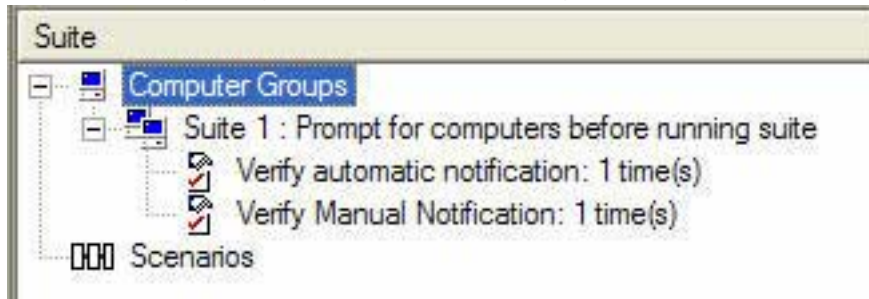 Suite
Computer Groups
Suite 1 : Prompt for computers before running suite
Verify automatic notification: 1 time(s)
Verify Manual Notification: 1 time(s)
Scenarios